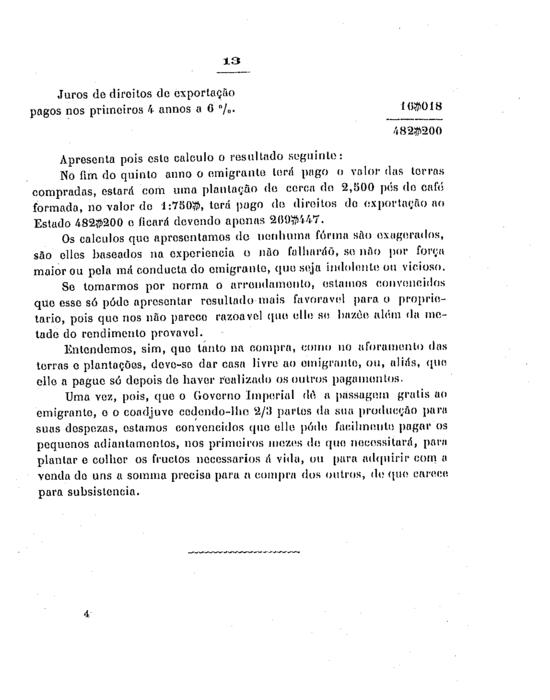 13
Juros de direitos de exportação
pagos nos primeiros 4 annos a 6 %.
16$018
482$200
Apresenta pois este calculo o resultado seguinte:
No fim do quinto anno o emigrante terá pago o valor das terras
compradas, estará com uma plantação de cerca de 2,500 pés de café
formada, no valor de 1:750$, terá pago de direitos de exportação ao
Estado 482$200 e ficará devendo apenas 269$447.
Os calculos que apresentamos de nenhuma fórma são exagerados,
são elles baseados na experiencia e não falharáõ, se não por força
maior ou pela má conducta do emigrante, que seja indolente ou vicioso.
Se tomarmos por norma o arrendamento, estamos convencidos
que esse só póde apresentar resultado mais favoravel para o proprie-
tario, pois que nos não parece razoavel que elle se bazêe além da me-
tade do rendimento provavel.
Entendemos, sim, que tanto na compra, como no aforamento das
terras e plantações, deve-se dar casa livre ao emigrante, ou, aliás, que
elle a pague só depois de haver realizado os outros pagamentos.
Uma vez, pois, que o Governo Imperial dê a passagem gratis ao
emigrante, e o coadjuve cedendo-lhe 2/3 partes da sua producção para
suas despezas, estamos convencidos que elle póde facilmente pagar os
pequenos adiantamentos, nos primeiros mezes de que necessitará, para
plantar e colher os fructos necessarios á vida, ou para adquirir com a
venda de uns a somma precisa para a compra dos outros, de que carece
para subsistencia.
4